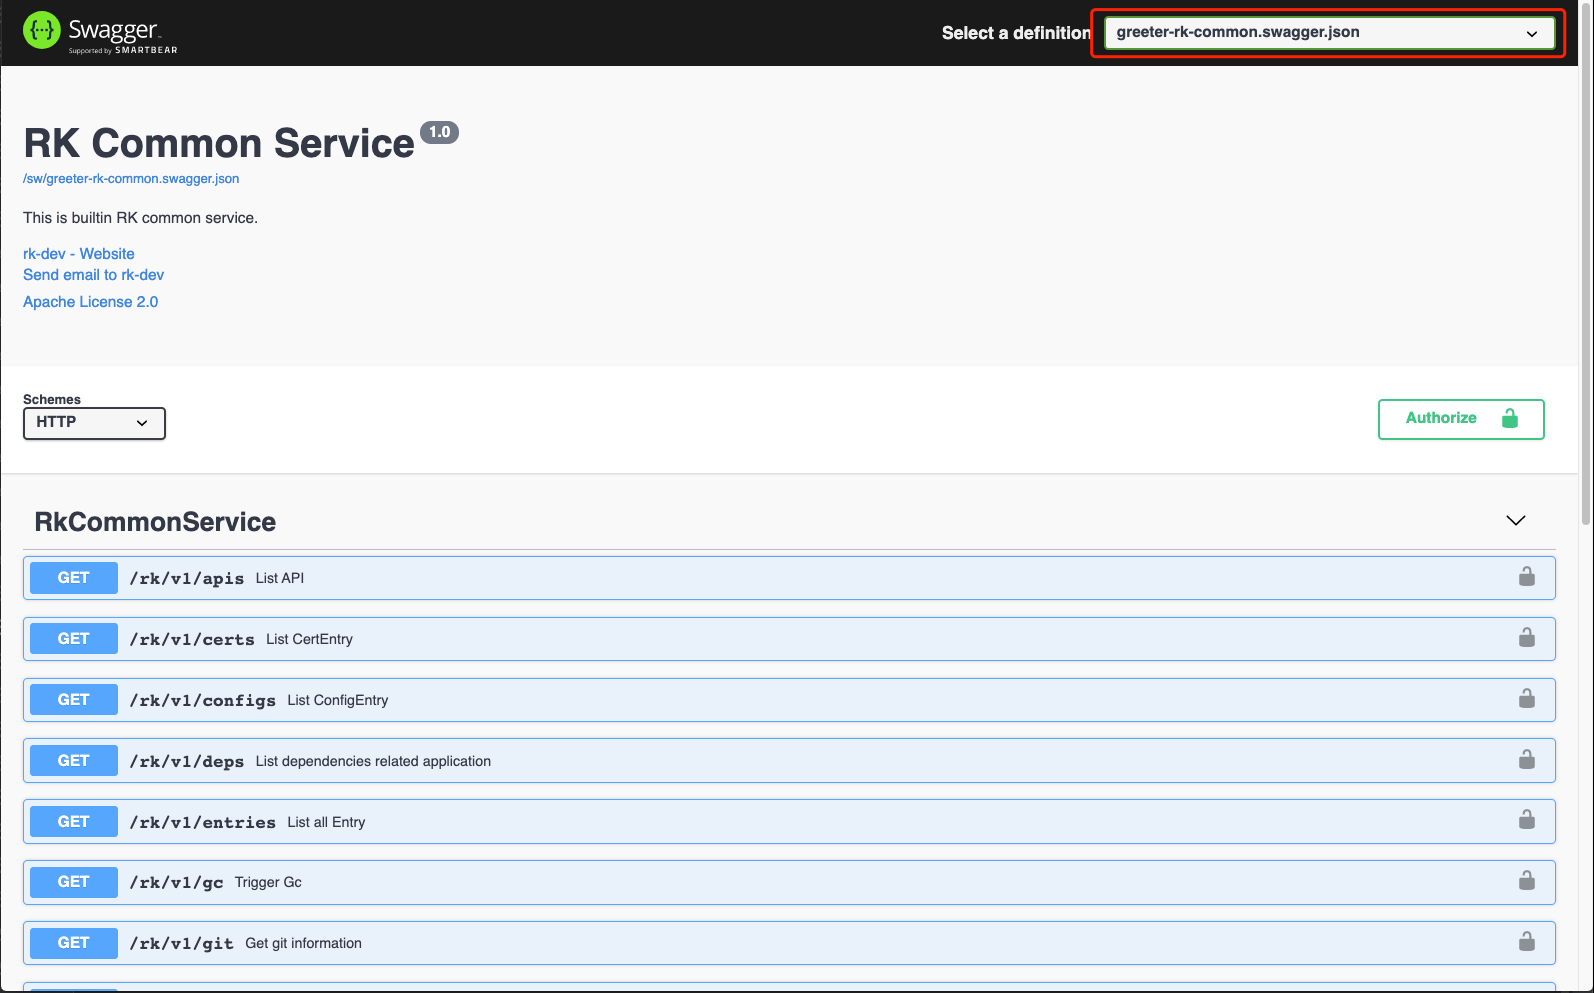 Swagger
Supported by SMARTBEAR
Select a definition
greeter-rk-common.swagger.json
RK Common Service 1.0
/sw/greeter-rk-common.swagger.json
This is builtin RK common service.
rk-dev - Website
Send email to rk-dev
Apache License 2.0
Schemes
HTTP
Authorize
RkCommonService
GET /rk/v1/apis List API
GET /rk/v1/certs List CertEntry
GET /rk/v1/configs List ConfigEntry
GET /rk/v1/deps List dependencies related application
GET /rk/v1/entries List all Entry
GET /rk/v1/gc Trigger Gc
GET /rk/v1/git Get git information